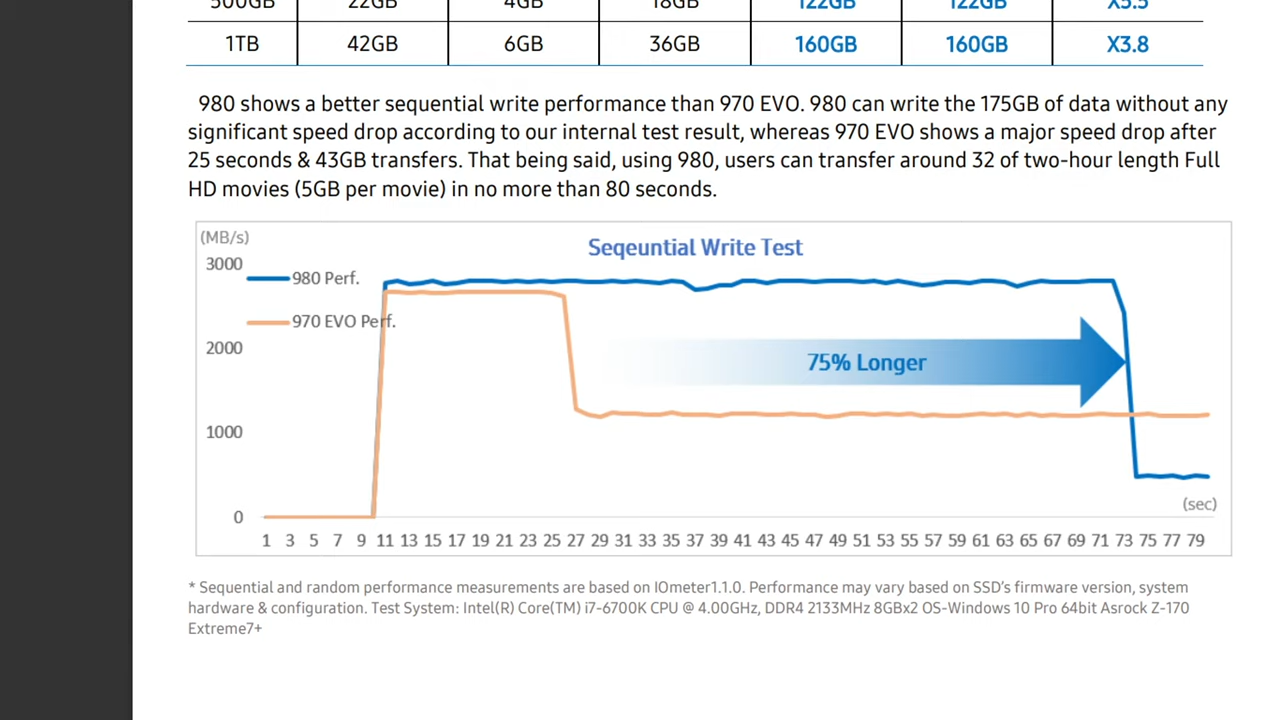 500GB 22GB 4GB 18GB 122GB 122GB X5.5
1TB 42GB 6GB 36GB 160GB 160GB X3.8
980 shows a better sequential write performance than 970 EVO. 980 can write the 175GB of data without any
significant speed drop according to our internal test result, whereas 970 EVO shows a major speed drop after
25 seconds & 43GB transfers. That being said, using 980, users can transfer around 32 of two-hour length Full
HD movies (5GB per movie) in no more than 80 seconds.
(MB/s)
Seqeuntial Write Test
3000
980 Perf.
970 EVO Perf.
2000
75% Longer
1000
(sec)
0
1 3 5 7 9 11 13 15 17 19 21 23 25 27 29 31 33 35 37 39 41 43 45 47 49 51 53 55 57 59 61 63 65 67 69 71 73 75 77 79
* Sequential and random performance measurements are based on IOmeter1.1.0. Performance may vary based on SSD's firmware version, system
hardware & configuration. Test System: Intel(R) Core(TM) i7-6700K CPU @ 4.00GHz, DDR4 2133MHz 8GBx2 OS-Windows 10 Pro 64bit Asrock Z-170
Extreme7+